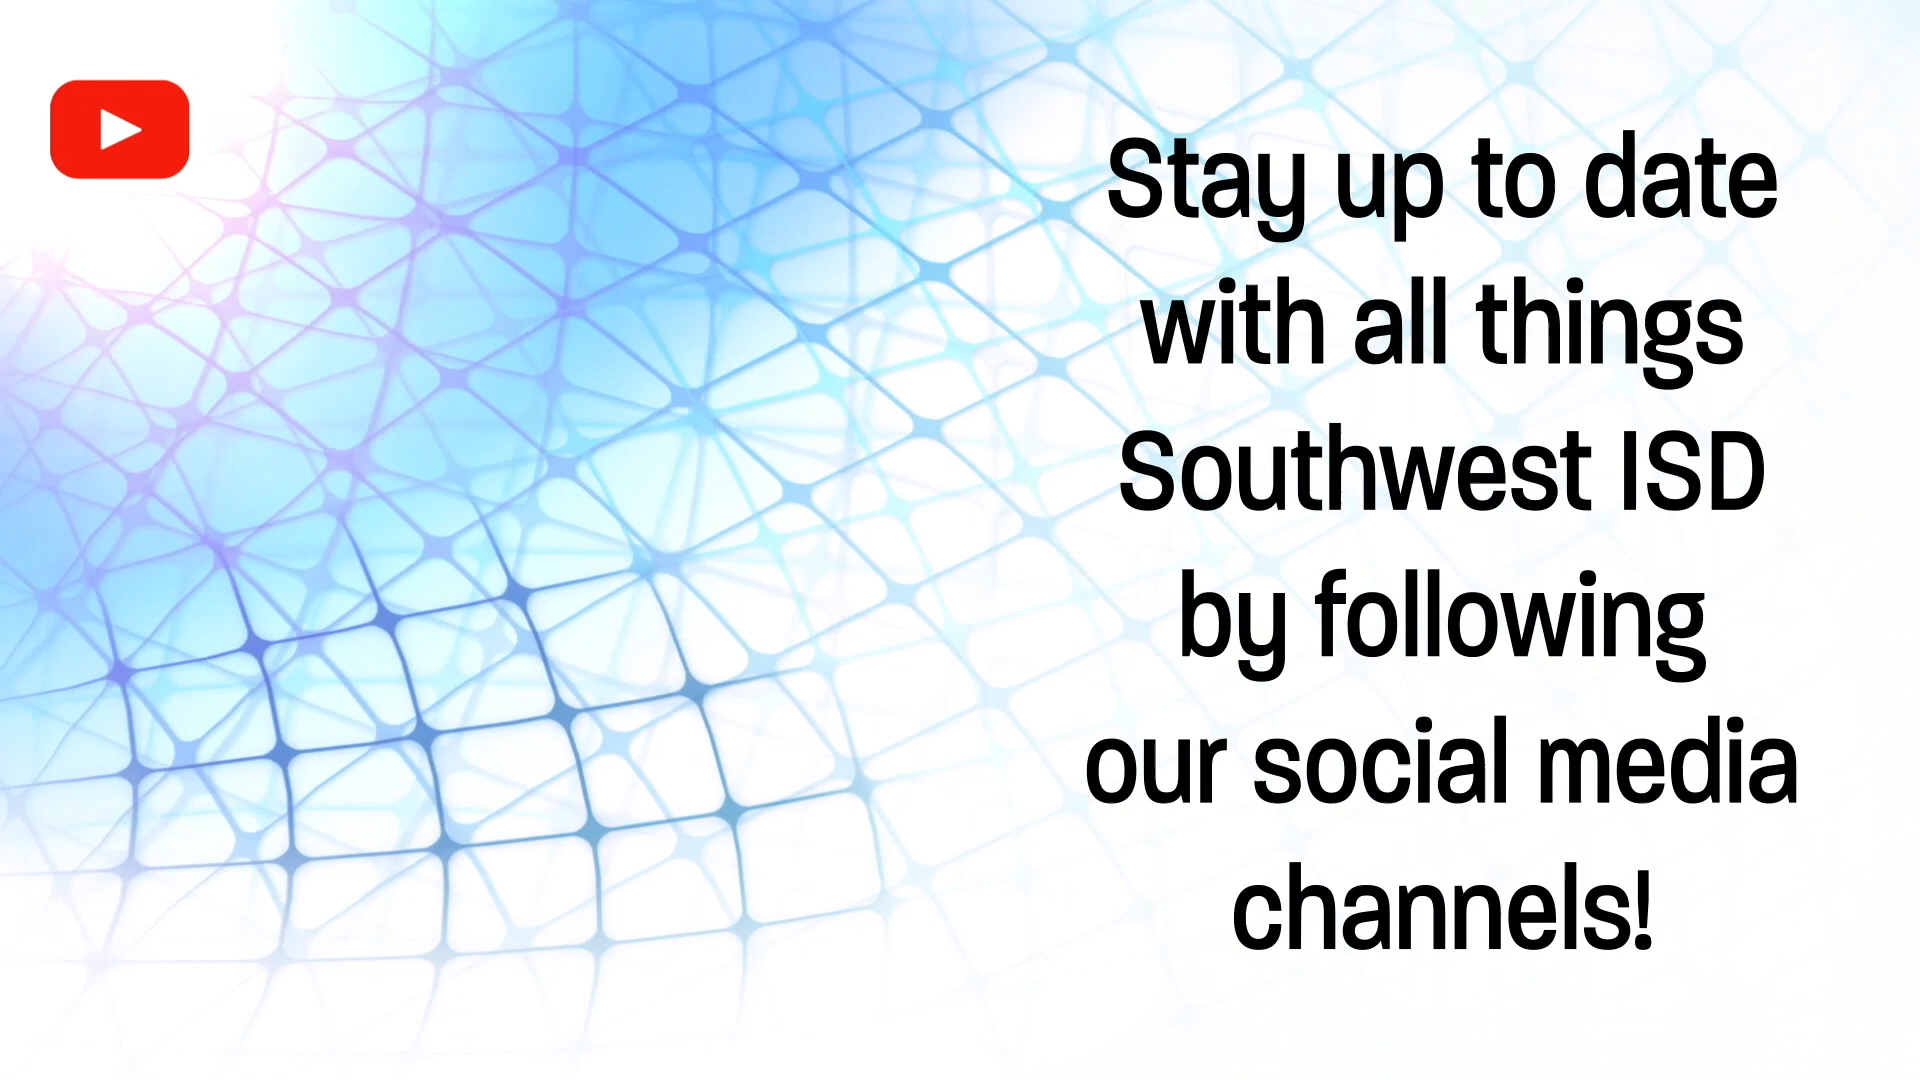 Stay up to date
with all things
Southwest ISD
by following
our social media
channels!